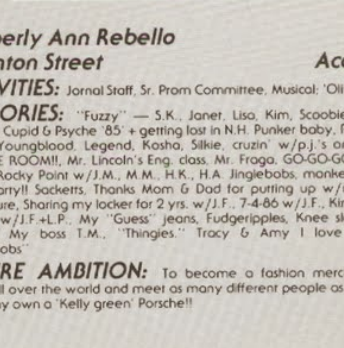 erly Ann Rebello
nton Street Ac
VITIES: Jornal Staff, Sr. Prom Committee, Musical: 'Oli
ORIES: "Fuzzy" — S.K., Janet, Lisa, Kim, Scoobie
Cupid & Psyche '85' + getting lost in N.H. Punker baby,
Youngblood, Legend, Kosha, Silkie, cruzin' w/p.j.'s a
E ROOM!!, Mr. Lincoln's Eng. class, Mr. Fraga, GO-GO-G
Rocky Point w/J.M., M.M., H.K., H.A. Jinglebobs, monke
arty!! Sacketts, Thanks Mom & Dad for putting up w/
ure, Sharing my locker for 2 yrs. w/J.F., 7-4-86 w/J.F., Ki
w/J.F.+L.P., My "Guess" jeans, Fudgeripples, Knee s
My boss T.M., "Thingies." Tracy & Amy I love
obs"
RE AMBITION: To become a fashion merc
ll over the world and meet as many different people as
y own a 'Kelly green' Porsche!!